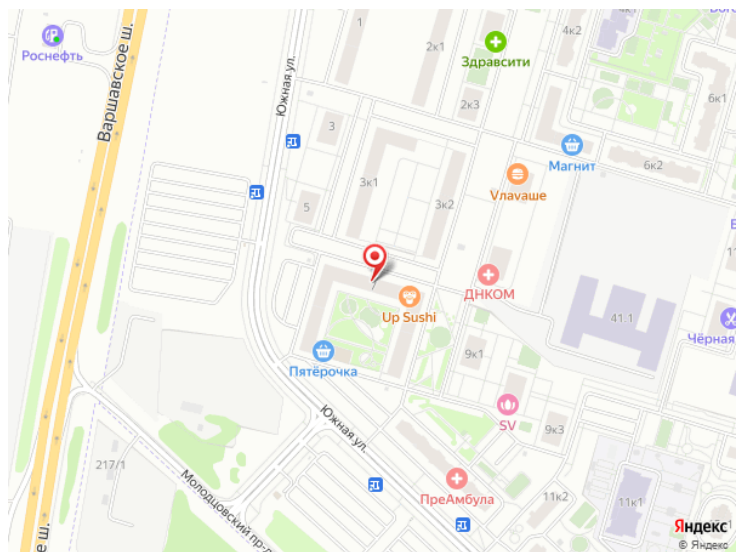 Роснефть
Варшавское ш.
Южная ул.
1
2к1
Здравсити
2к3
6к1
3
Магнит
6к2
3к1
Vлаvаше
5
3к2
ДНКОМ
Up Sushi
41.1
Чёрная
Пятёрочка
9к1
SV
9к3
Южная ул.
217/1
Молодцовский пр-д
ПреАмбула
11к2
11к1
ое ш.
Яндекс
© Яндекс